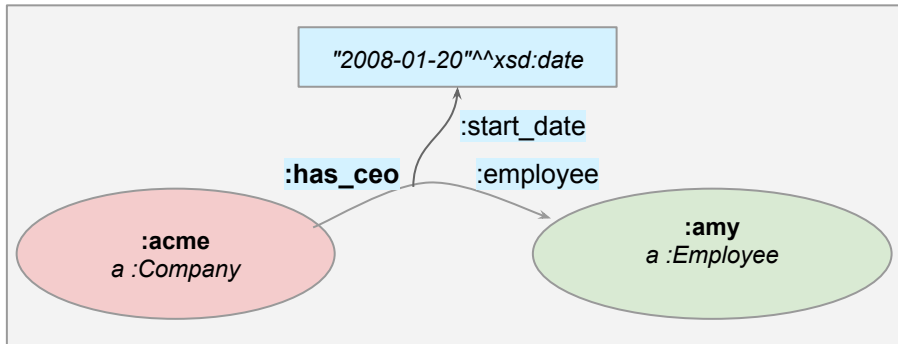 "2008-01-20"^^xsd:date
:start_date
:has_ceo :employee
:acme
a :Company
:amy
a :Employee